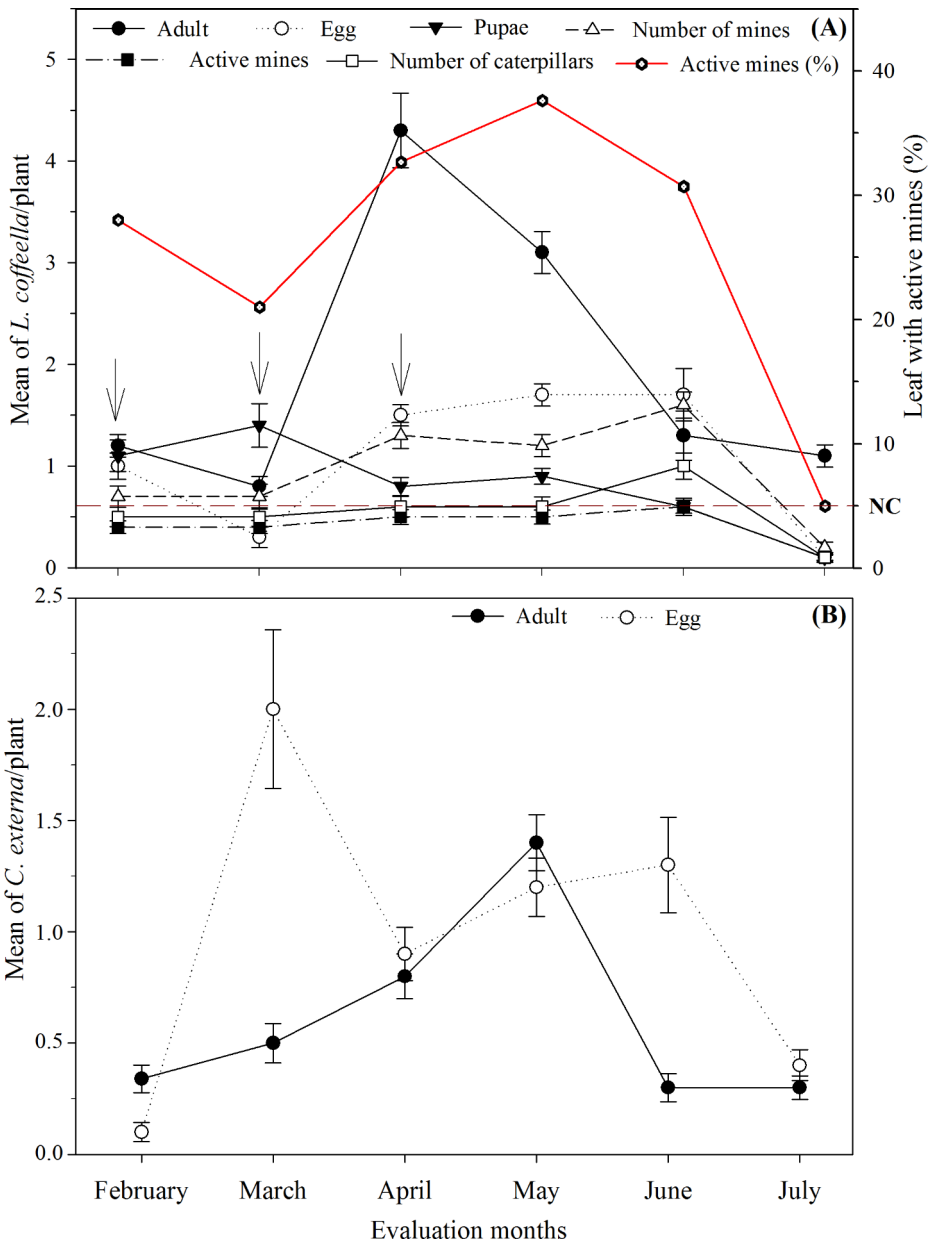 (A)
Adult Egg Pupae Number of mines
Active mines Number of caterpillars Active mines (%)
Mean of L. coffeella/plant
5
4
3
2
1
0
Leaf with active mines (%)
40
30
20
10
NC
0
(B)
Adult Egg
Mean of C. externa/plant
2.5
2.0
1.5
1.0
0.5
0.0
February March April May June July
Evaluation months